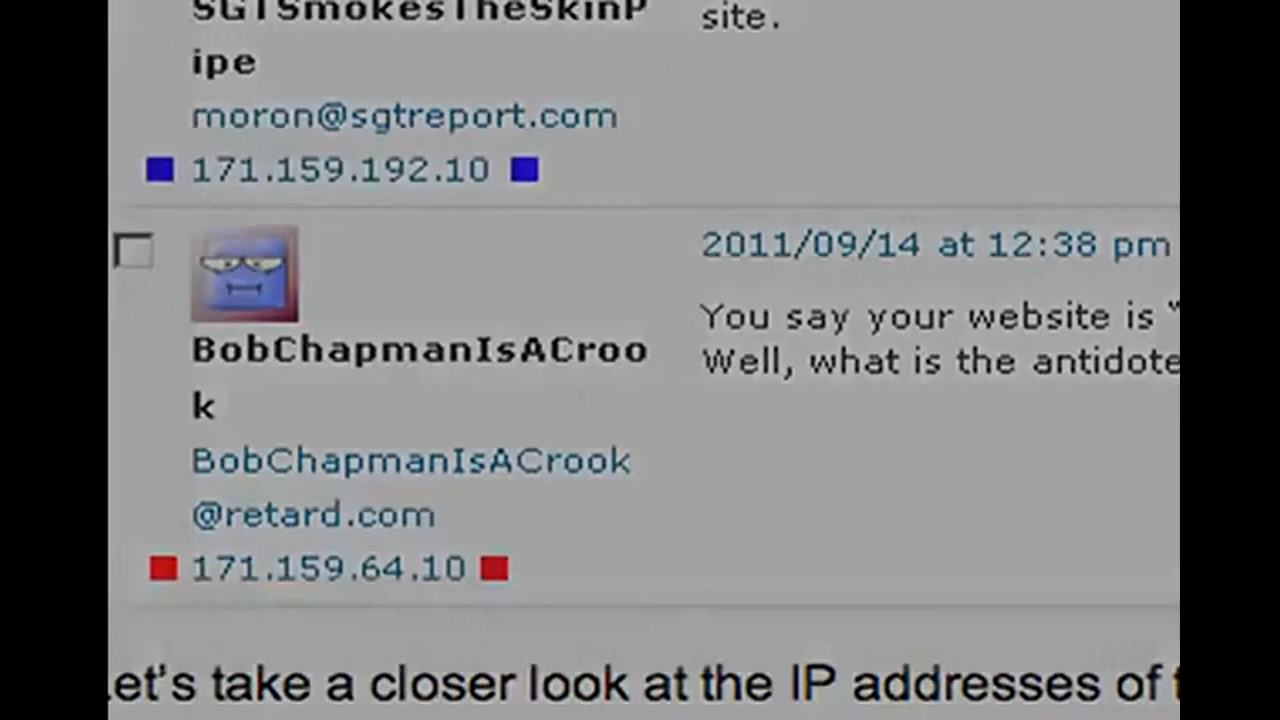 SGTSmokesTheSkinP
ipe
moron@sgtreport.com
171.159.192.10
site.
BobChapmanIsACroo
k
BobChapmanIsACrook
@retard.com
171.159.64.10
2011/09/14 at 12:38 pm
You say your website is "
Well, what is the antidote
Let's take a closer look at the IP addresses of